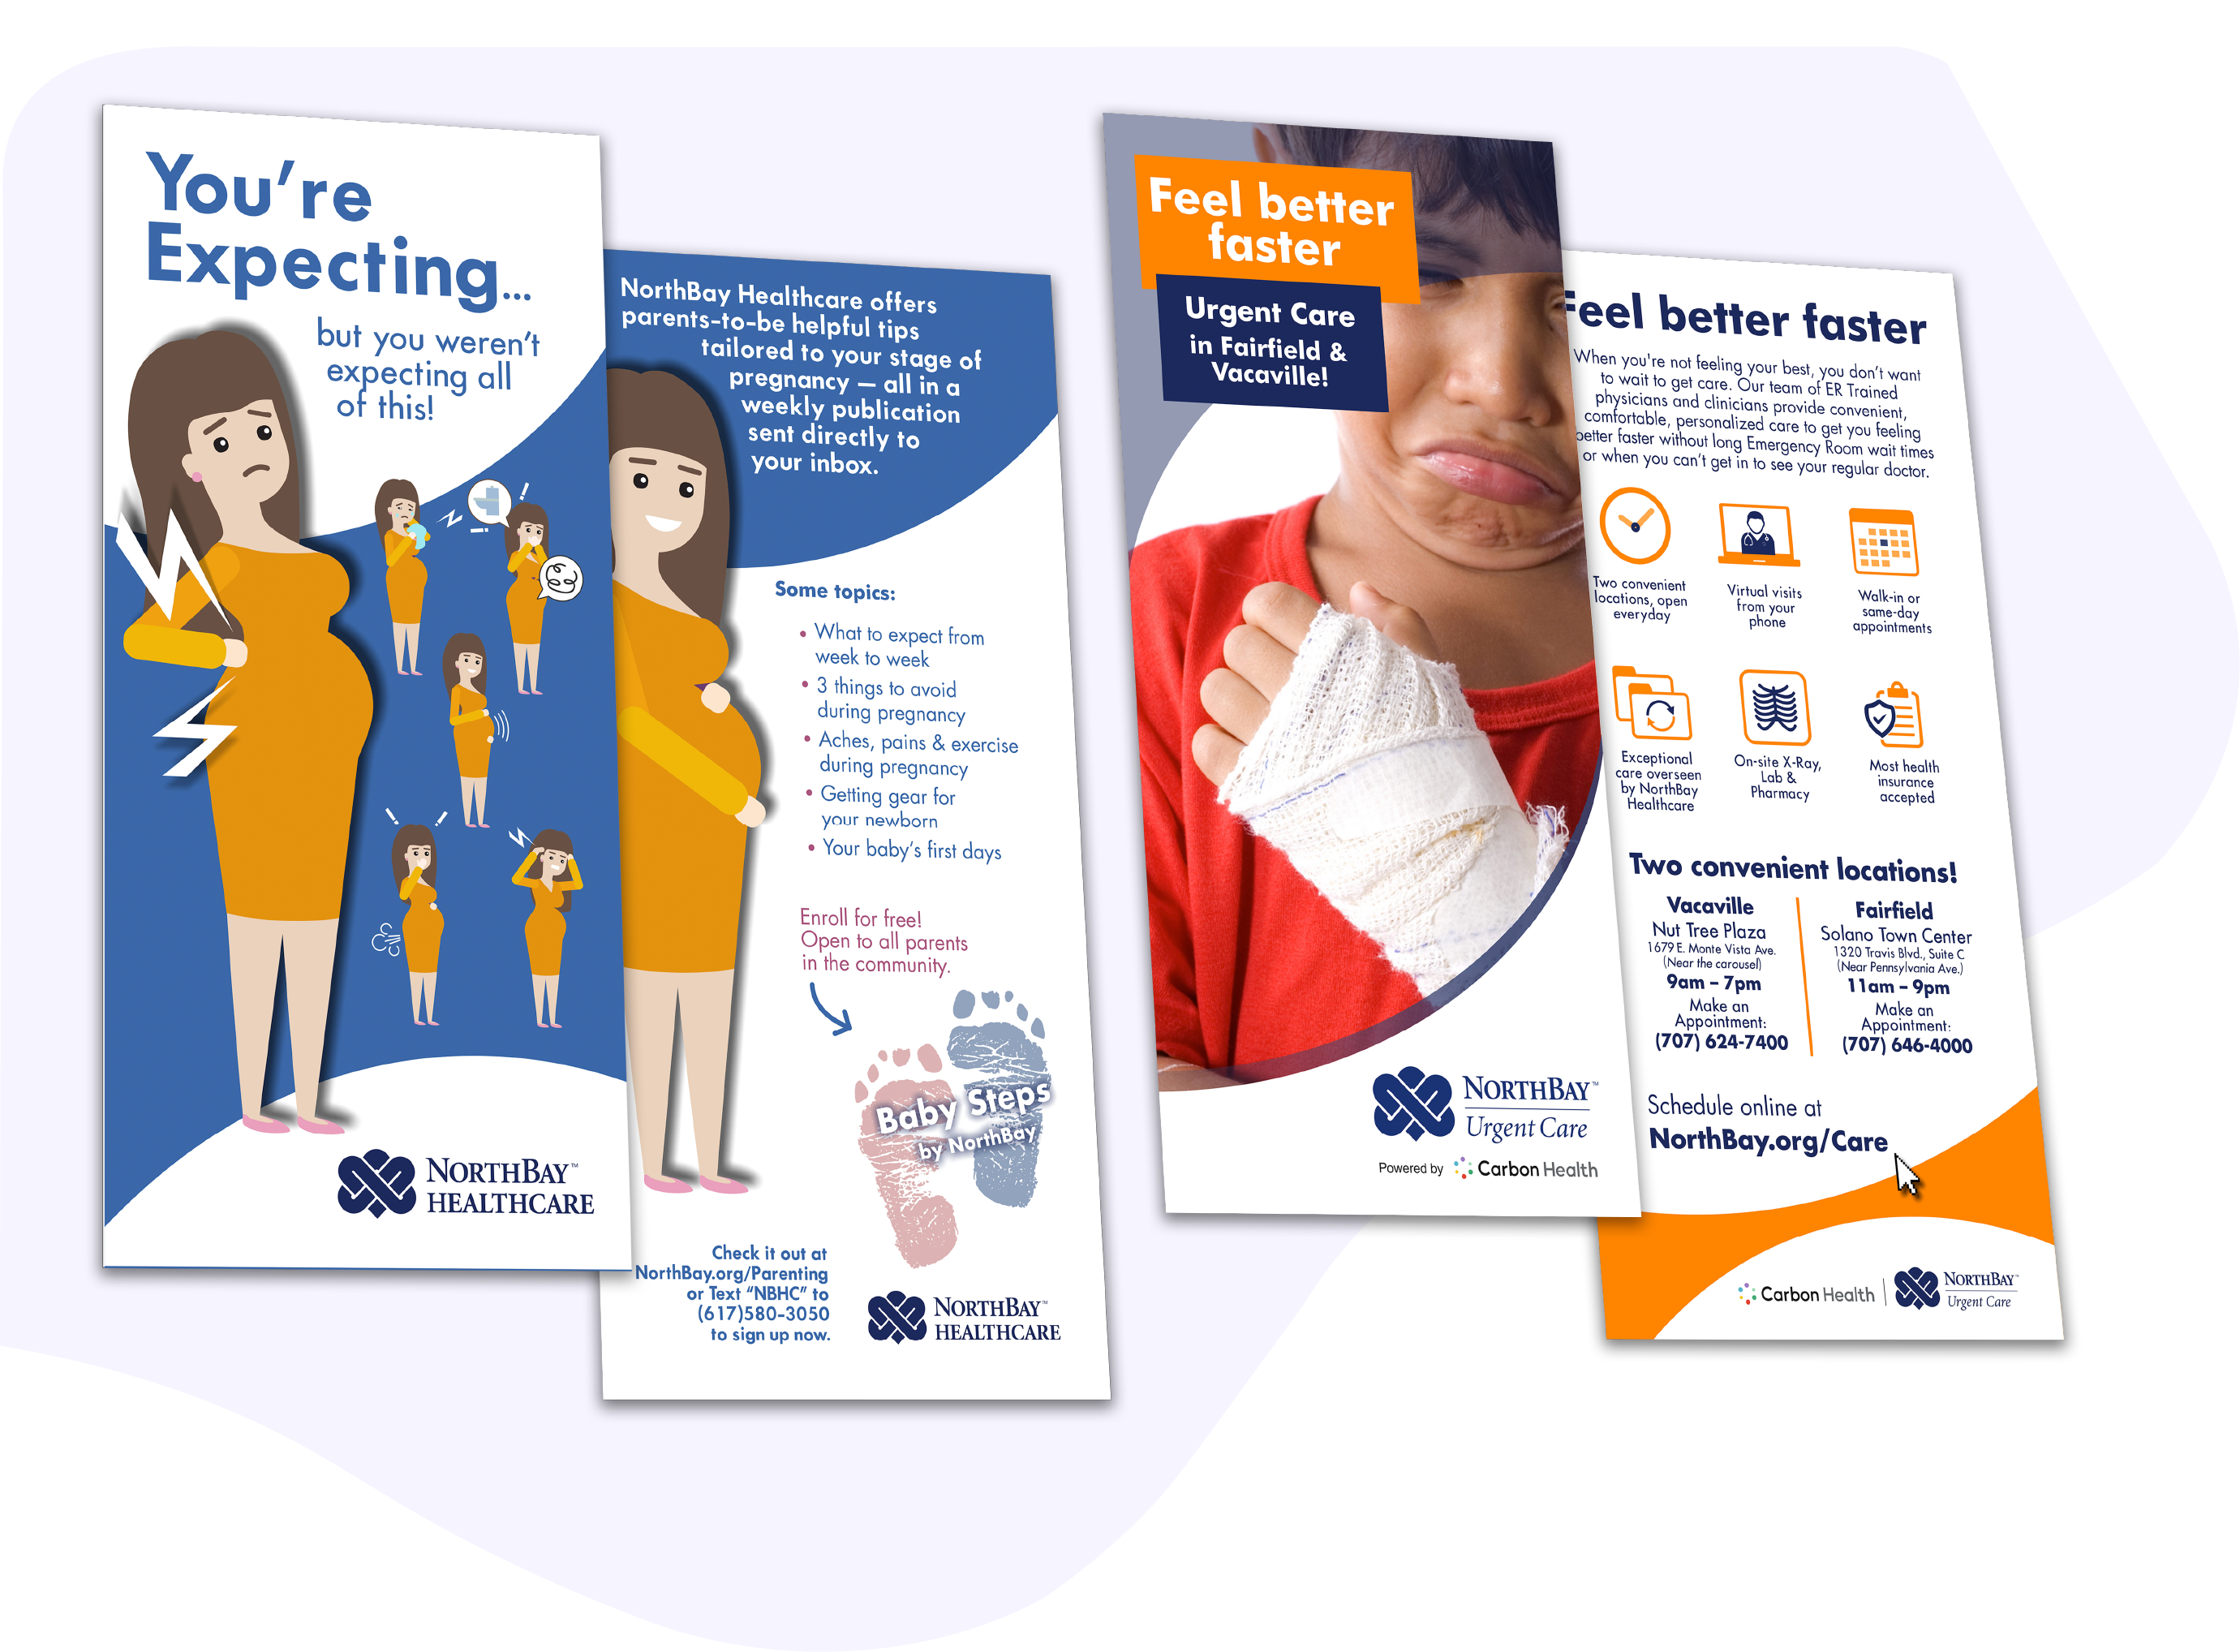 You're
Expecting...
but you weren't
expecting all
of this!
NORTHBAY™
HEALTHCARE
NorthBay Healthcare offers
parents-to-be helpful tips
tailored to your stage of
pregnancy — all in a
weekly publication
sent directly to
your inbox.
Some topics:
• What to expect from
week to week
• 3 things to avoid
during pregnancy
• Aches, pains & exercise
during pregnancy
• Getting gear for
your newborn
• Your baby's first days
Enroll for free!
Open to all parents
in the community.
Baby Steps
by NorthBay
Check it out at
NorthBay.org/Parenting
or Text “NBHC” to
(617)580-3050
to sign up now.
NORTHBAY™
HEALTHCARE
Feel better
faster
Urgent Care
in Fairfield &
Vacaville!
NORTHBAY™
Urgent Care
Powered by Carbon Health
Feel better faster
When you're not feeling your best, you don't want
to wait to get care. Our team of ER Trained
physicians and clinicians provide convenient,
comfortable, personalized care to get you feeling
better faster without long Emergency Room wait times
or when you can't get in to see your regular doctor.
Two convenient
locations, open
everyday
Virtual visits
from your
phone
Walk-in or
same-day
appointments
Exceptional
care overseen
by NorthBay
Healthcare
On-site X-Ray,
Lab &
Pharmacy
Most health
insurance
accepted
Two convenient locations!
Vacaville
Nut Tree Plaza
1679 E. Monte Vista Ave.
(Near the carousel)
9am – 7pm
Make an
Appointment:
(707) 624-7400
Fairfield
Solano Town Center
1320 Travis Blvd., Suite C
(Near Pennsylvania Ave.)
11am – 9pm
Make an
Appointment:
(707) 646-4000
Schedule online at
NorthBay.org/Care
Carbon Health
NORTHBAY™
Urgent Care